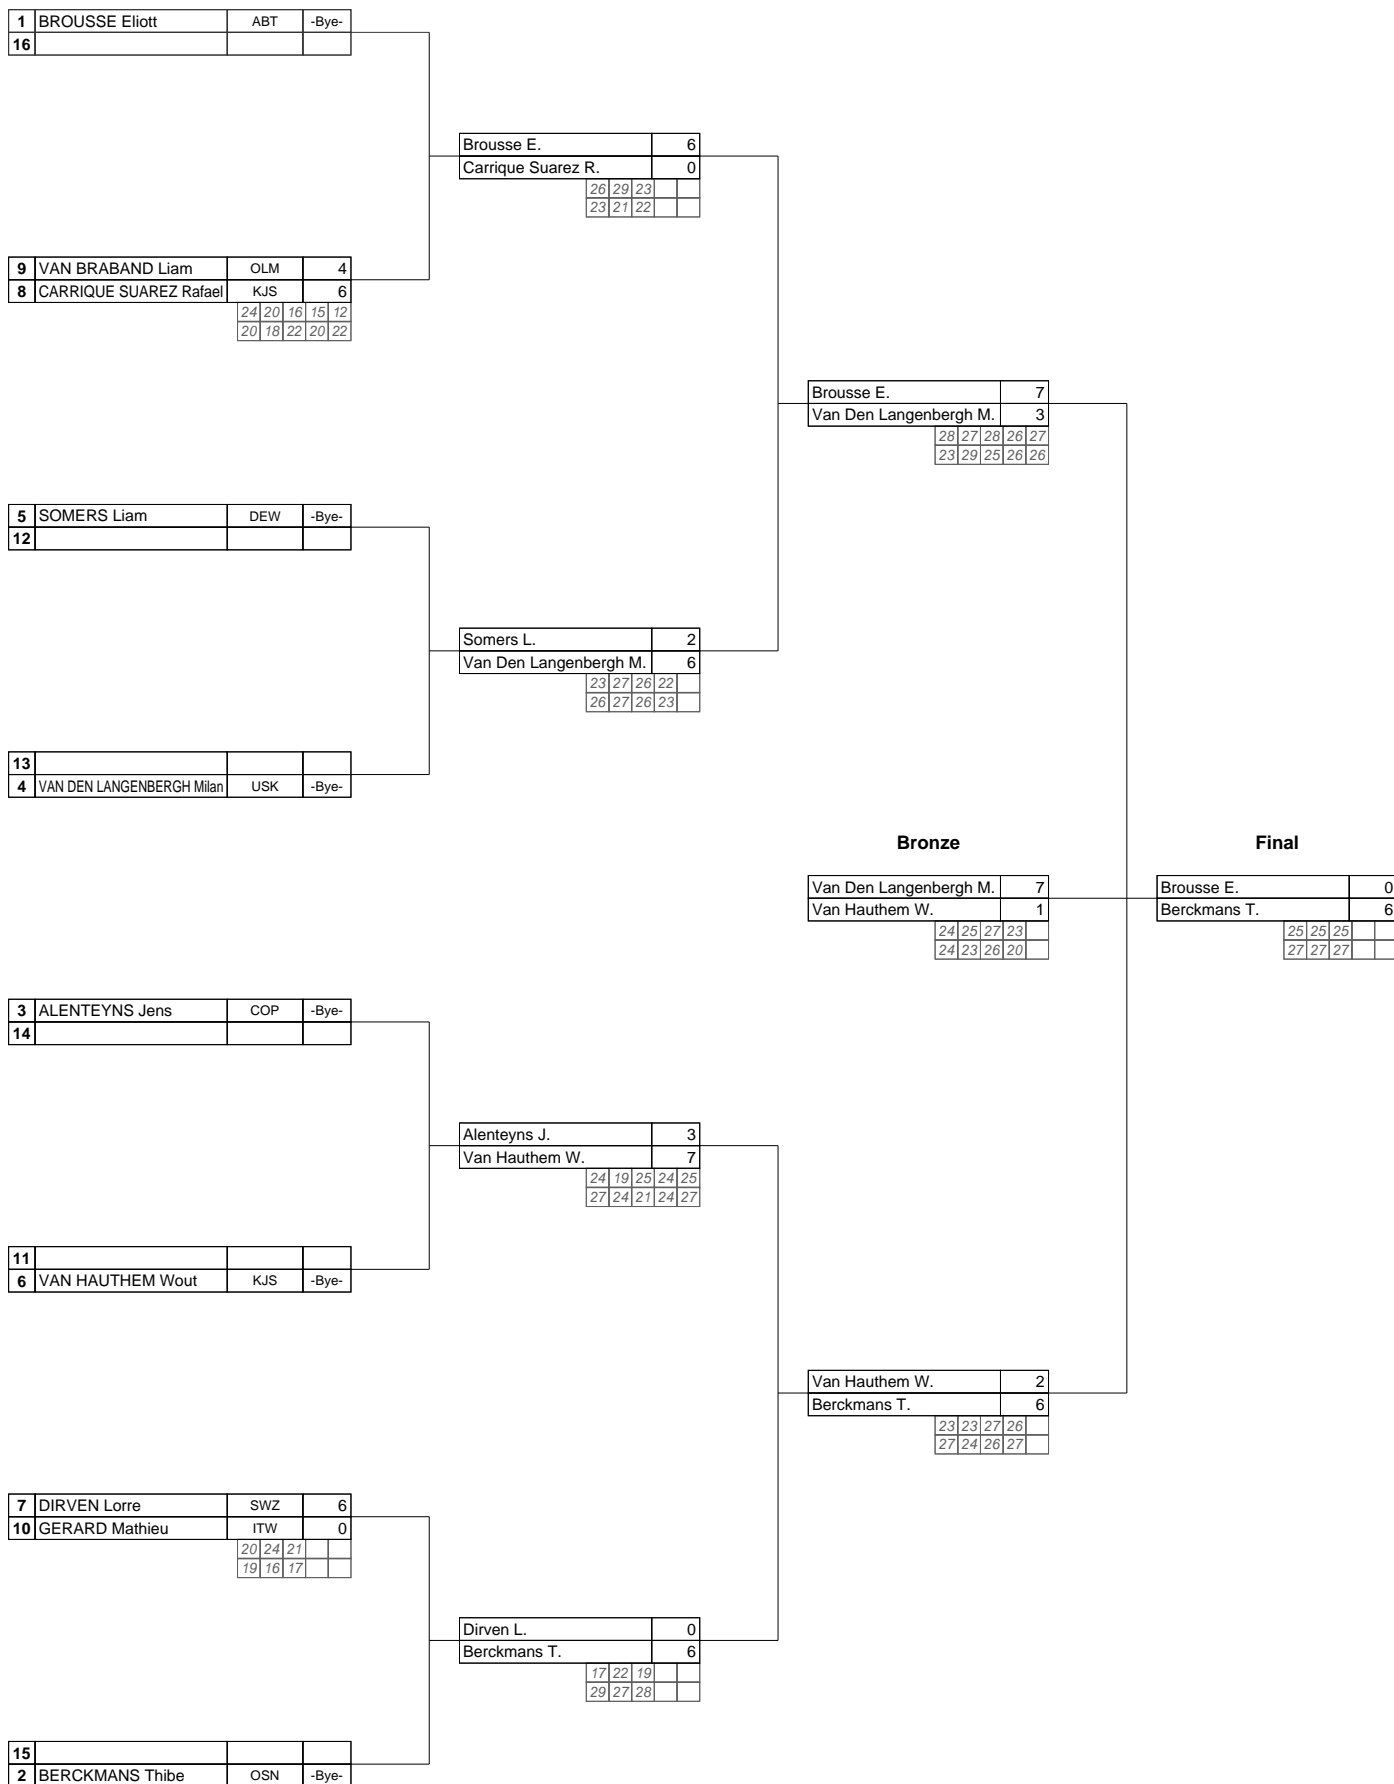 1 BROUSSE Eliott ABT -Bye-
16
Brousse E. 6
Carrique Suarez R. 0
26 29 23
23 21 22
9 VAN BRABAND Liam OLM 4
8 CARRIQUE SUAREZ Rafael KJS 6
24 20 16 15 12
20 18 22 20 22
Brousse E. 7
Van Den Langenbergh M. 3
28 27 28 26 27
23 29 25 26 26
5 SOMERS Liam DEW -Bye-
12
Somers L. 2
Van Den Langenbergh M. 6
23 27 26 22
26 27 26 23
13
4 VAN DEN LANGENBERGH Milan USK -Bye-
Bronze Final
Van Den Langenbergh M. 7 Brousse E. 0
Van Hauthem W. 1 Berckmans T. 6
24 25 27 23 25 25 25
24 23 26 20 27 27 27
3 ALENTEYNS Jens COP -Bye-
14
Alenteyns J. 3
Van Hauthem W. 7
24 19 25 24 25
27 24 21 24 27
11
6 VAN HAUTHEM Wout KJS -Bye-
Van Hauthem W. 2
Berckmans T. 6
23 23 27 26
27 24 26 27
7 DIRVEN Lorre SWZ 6
10 GERARD Mathieu ITW 0
20 24 21
19 16 17
Dirven L. 0
Berckmans T. 6
17 22 19
29 27 28
15
2 BERCKMANS Thibe OSN -Bye-